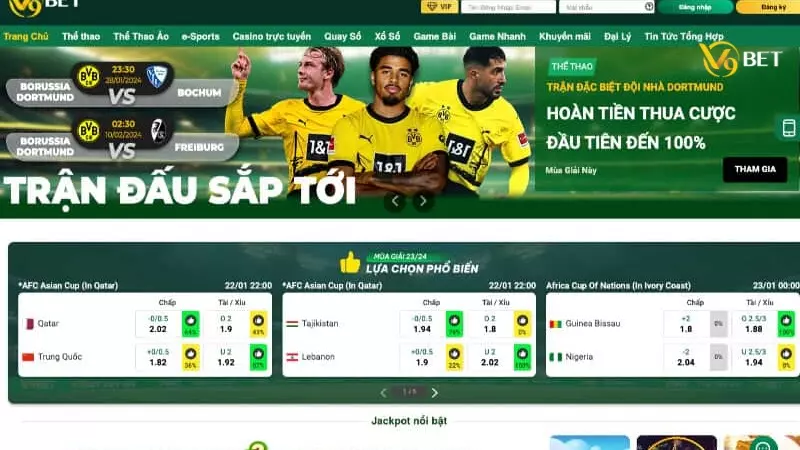 V9 BET
VIP
Tên Đăng Nhập Email
Mật khẩu
Đăng nhập
Đăng ký
Trang Chủ Thể thao Thể Thao Ảo e-Sports Casino trực tuyến Quay Số Xổ Số Game Bài Game Nhanh Khuyến mãi Đại Lý Tin Tức Tổng Hợp
23:30
28/01/2024
BORUSSIA DORTMUND VS BOCHUM
02:30
10/02/2024
BORUSSIA DORTMUND VS FREIBURG
TRẬN ĐẤU SẮP TỚI
1&1
1&1
1&1
V9 BET
THỂ THAO
TRẬN ĐẶC BIỆT ĐỘI NHÀ DORTMUND
HOÀN TIỀN THUA CƯỢC
ĐẦU TIÊN ĐẾN 100%
Mùa Giải Này
THAM GIA
MÙA GIẢI 23/24
LỰA CHỌN PHỔ BIẾN
*AFC Asian Cup (In Qatar) 22/01 22:00
Chấp Tài / Xỉu
Qatar -0/0.5 2.02 64% O 2 1.9 43%
Trung Quốc +0/0.5 1.82 36% U 2 1.92 57%
*AFC Asian Cup (In Qatar) 22/01 22:00
Chấp Tài / Xỉu
Tajikistan -0/0.5 1.94 O 2 1.8 0%
Lebanon +0/0.5 1.9 22% U 2 2.02 100%
Africa Cup Of Nations (In Ivory Coast) 23/01 00:00
Chấp Tài / Xỉu
Guinea Bissau +2 1.8 0% O 2.5/3 1.88 100%
Nigeria -2 2.04 0% U 2.5/3 1.94 0%
Jackpot nổi bật